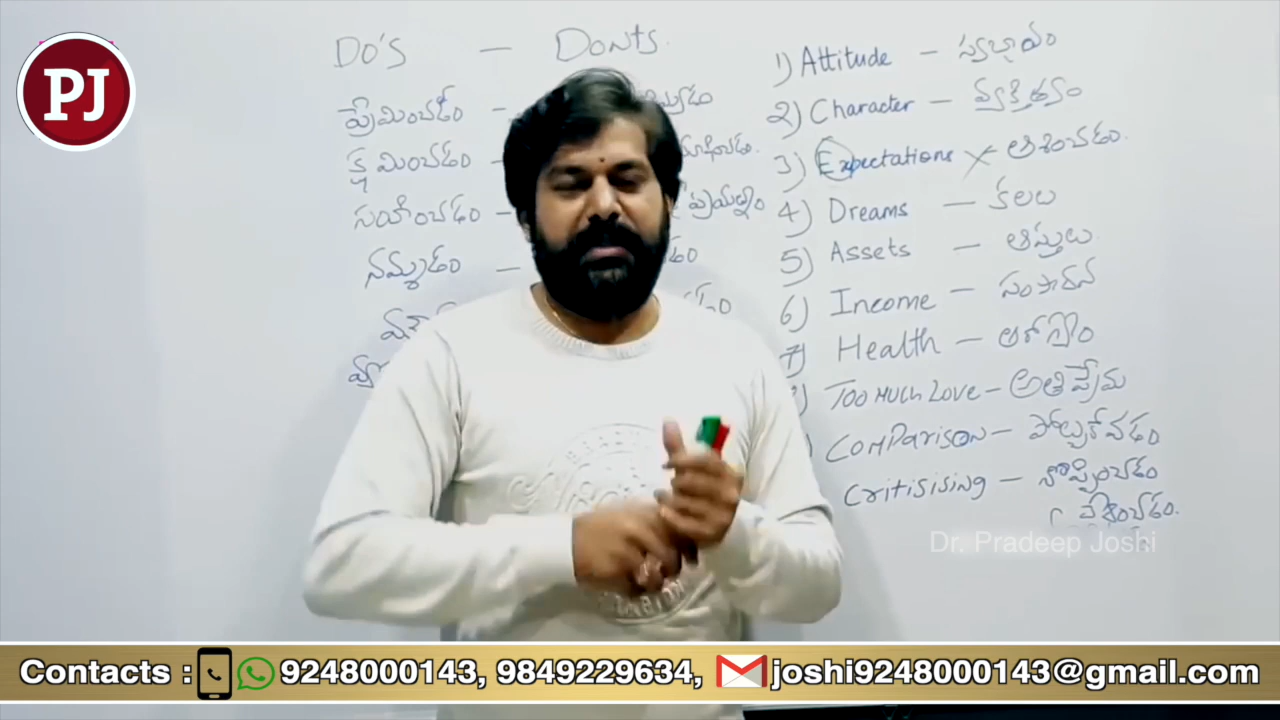 PJ
Do's — Donts.
ప్రేమించడం —
క్షమించడం —
సహించడం — ప్రయత్నం
నమ్మడం —
1) Attitude — స్వభావం
2) Character — వ్యక్తిత్వం
3) Expectations × ఆశించడం.
4) Dreams — కలలు
5) Assets — ఆస్తులు
6) Income — సంపాదన
7) Health — ఆరోగ్యం
TOO MUCH LOVE — అతి ప్రేమ
Comparison — పోల్చుకోవడం
Critisising — నొప్పించడం
Dr. Pradeep Joshi
Contacts : 9248000143, 9849229634, joshi9248000143@gmail.com